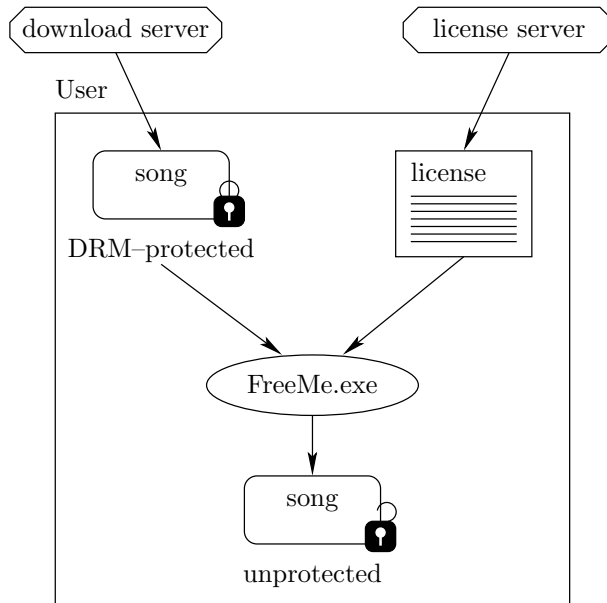 download server
license server
User
song
license
DRM–protected
FreeMe.exe
song
unprotected